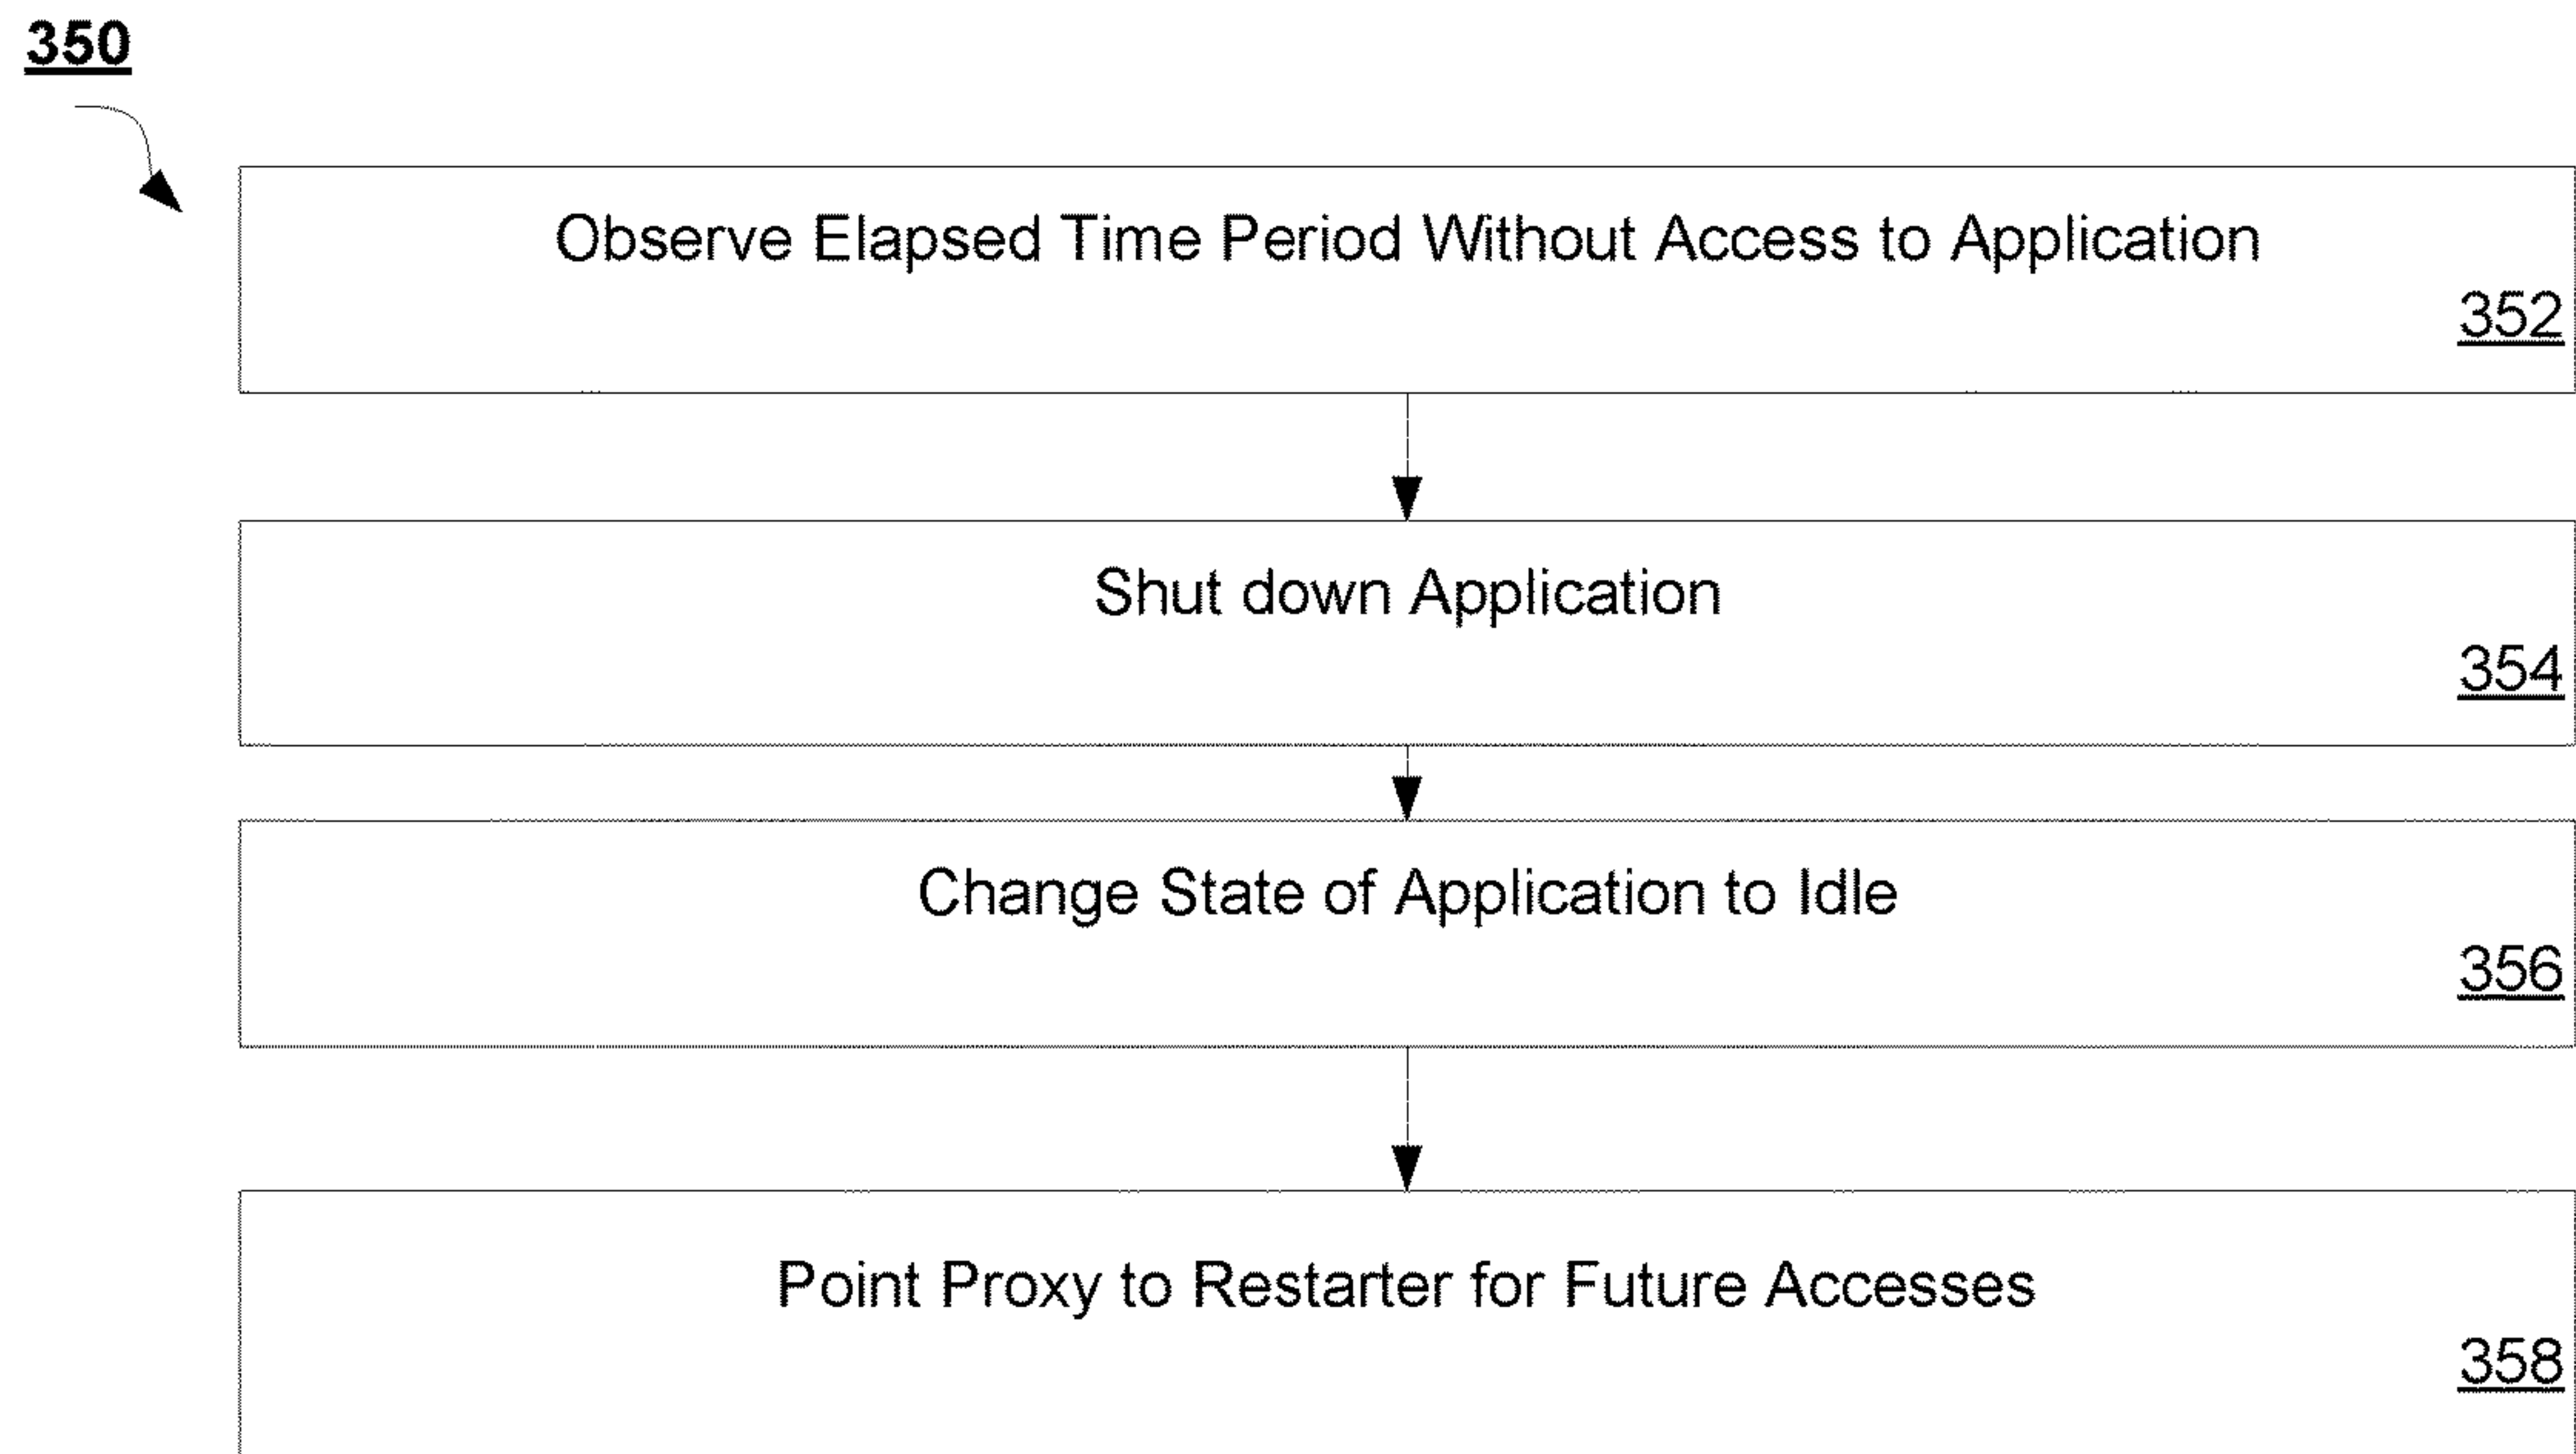 350
Observe Elapsed Time Period Without Access to Application
352
Shut down Application
354
Change State of Application to Idle
356
Point Proxy to Restarter for Future Accesses
358